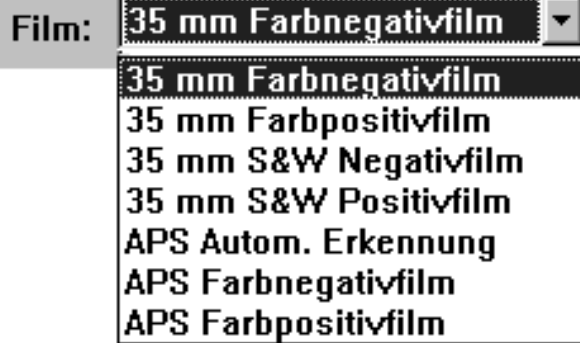 Film: 35 mm Farbnegativfilm
35 mm Farbnegativfilm
35 mm Farbpositivfilm
35 mm S&W Negativfilm
35 mm S&W Positivfilm
APS Autom. Erkennung
APS Farbnegativfilm
APS Farbpositivfilm